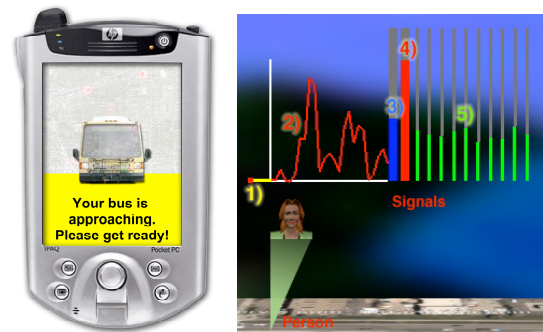 hp
Your bus is
approaching.
Please get ready!
iPAQ
Pocket PC
1)
2)
3)
4)
5)
Signals
Person